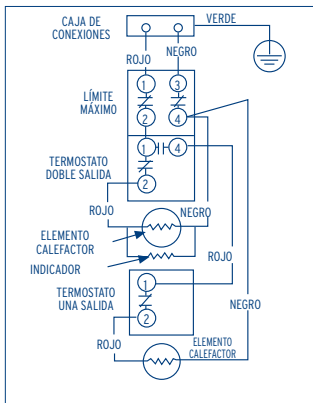 CAJA DE
CONEXIONES
VERDE
ROJO
NEGRO
LÍMITE
MÁXIMO
1
3
2
4
TERMOSTATO
DOBLE SALIDA
1
4
2
ROJO
NEGRO
ELEMENTO
CALEFACTOR
INDICADOR
ROJO
TERMOSTATO
UNA SALIDA
1
2
NEGRO
ROJO
ELEMENTO
CALEFACTOR